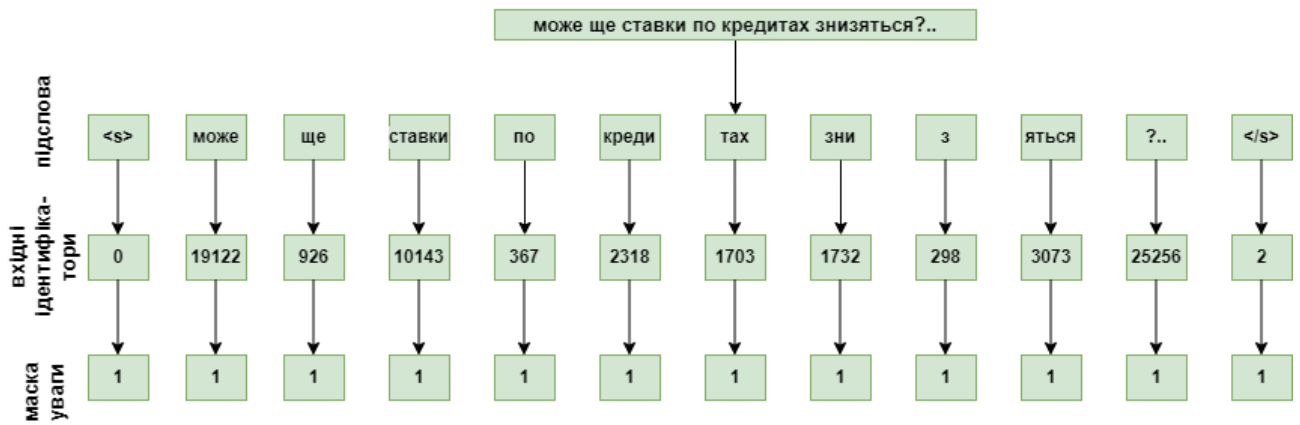 може ще ставки по кредитах знизяться?..
підслова
<s> може ще ставки по креди тах зни з яться ?.. </s>
вхідні
ідентифіка-
тори
0 19122 926 10143 367 2318 1703 1732 298 3073 25256 2
маска
уваги
1 1 1 1 1 1 1 1 1 1 1 1